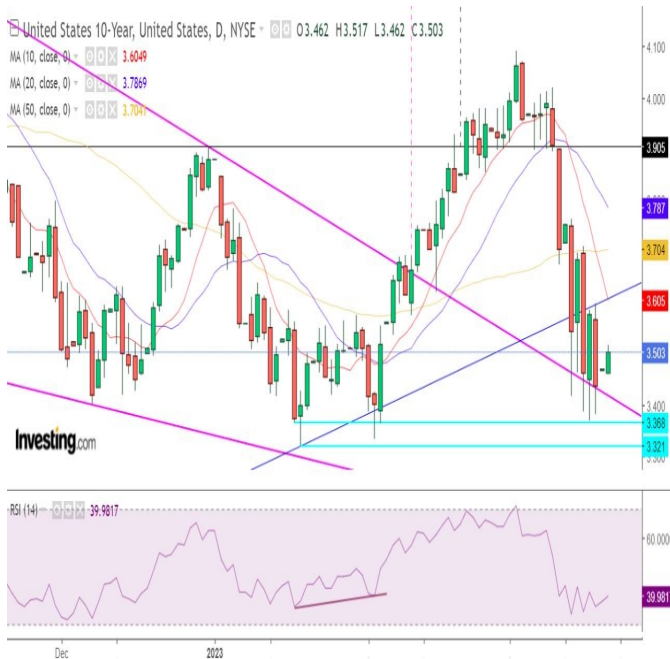 United States 10-Year, United States, D, NYSE O3.462 H3.517 L3.462 C3.503
MA (10, close, 0) 3.6049
MA (20, close, 0) 3.7869
MA (50, close, 0) 3.7047
4.100
4.000
3.905
3.787
3.704
3.605
3.503
3.400
3.368
3.321
Investing.com
RSI (14) 39.9817
60.000
39.981
Dec 2023